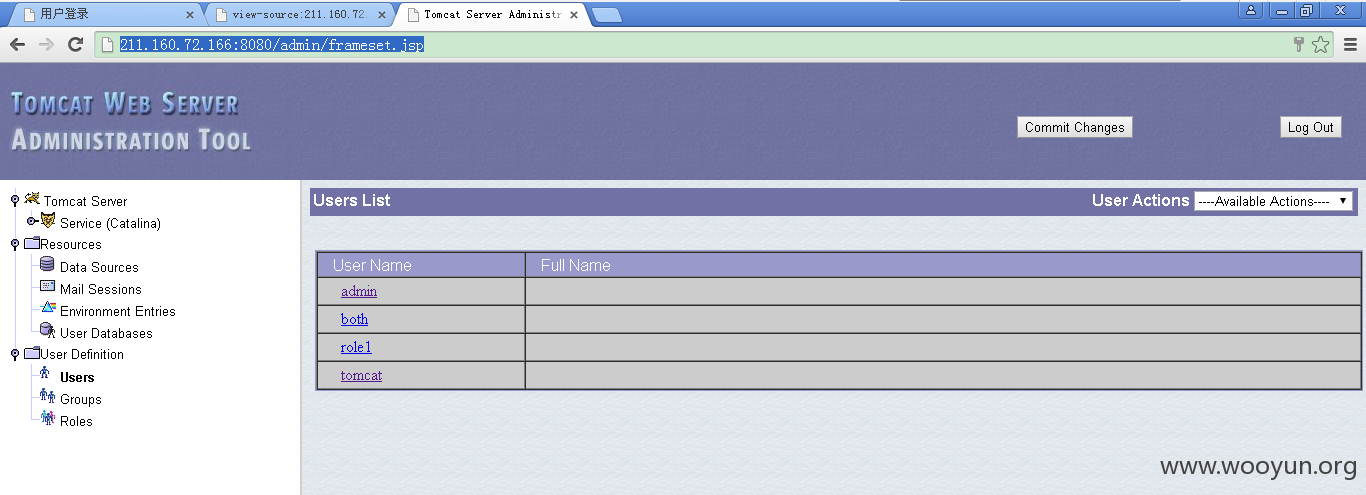 用户登录
view-source:211.160.72.
Tomcat Server Administr
211.160.72.166:8080/admin/frameset.jsp
TOMCAT WEB SERVER
ADMINISTRATION TOOL
Commit Changes
Log Out
Tomcat Server
Service (Catalina)
Resources
Data Sources
Mail Sessions
Environment Entries
User Databases
User Definition
Users
Groups
Roles
Users List
User Actions ----Available Actions----
User Name Full Name
admin
both
role1
tomcat
www.wooyun.org